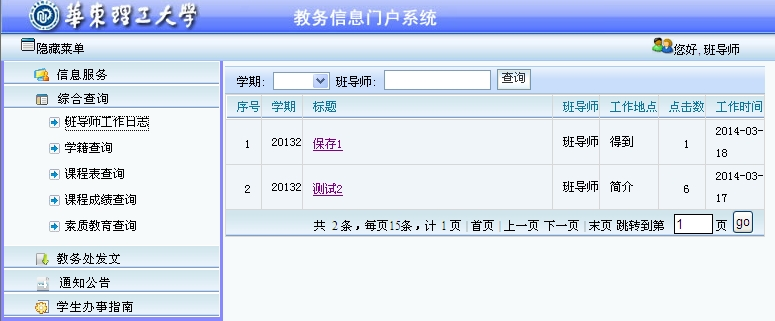 華東理工大學 教务信息门户系统
隐藏菜单 您好, 班导师
信息服务
综合查询
班导师工作日志
学籍查询
课程表查询
课程成绩查询
素质教育查询
教务处发文
通知公告
学生办事指南
学期: 班导师: 查询
序号 学期 标题 班导师 工作地点 点击数 工作时间
1 20132 保存1 班导师 得到 1 2014-03-18
2 20132 测试2 班导师 简介 6 2014-03-17
共 2 条，每页15条，计 1 页 | 首页 | 上一页 下一页 | 末页 跳转到第 1 页 go